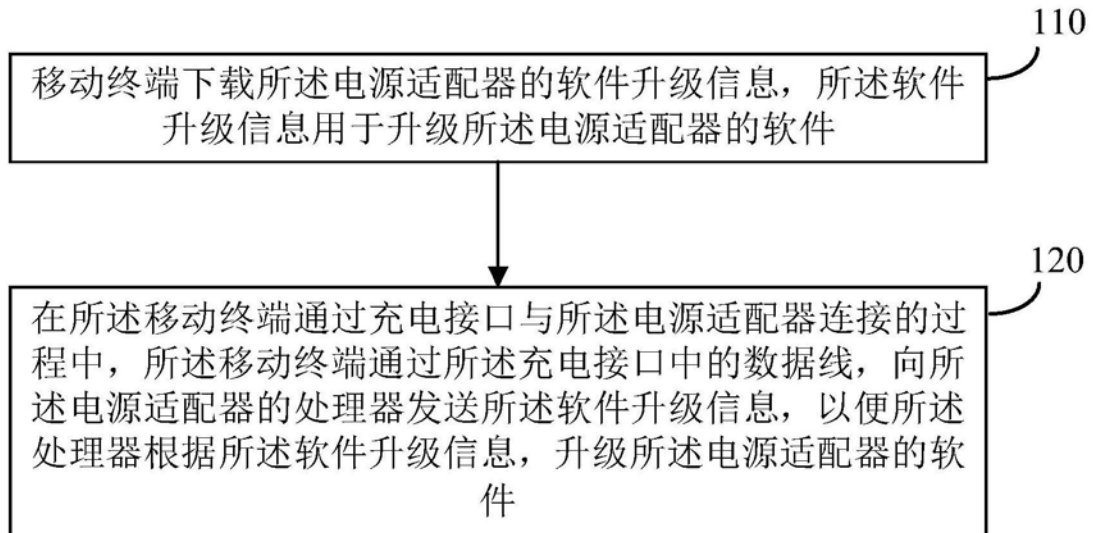 110
移动终端下载所述电源适配器的软件升级信息，所述软件
升级信息用于升级所述电源适配器的软件
120
在所述移动终端通过充电接口与所述电源适配器连接的过
程中，所述移动终端通过所述充电接口中的数据线，向所
述电源适配器的处理器发送所述软件升级信息，以便所述
处理器根据所述软件升级信息，升级所述电源适配器的软
件